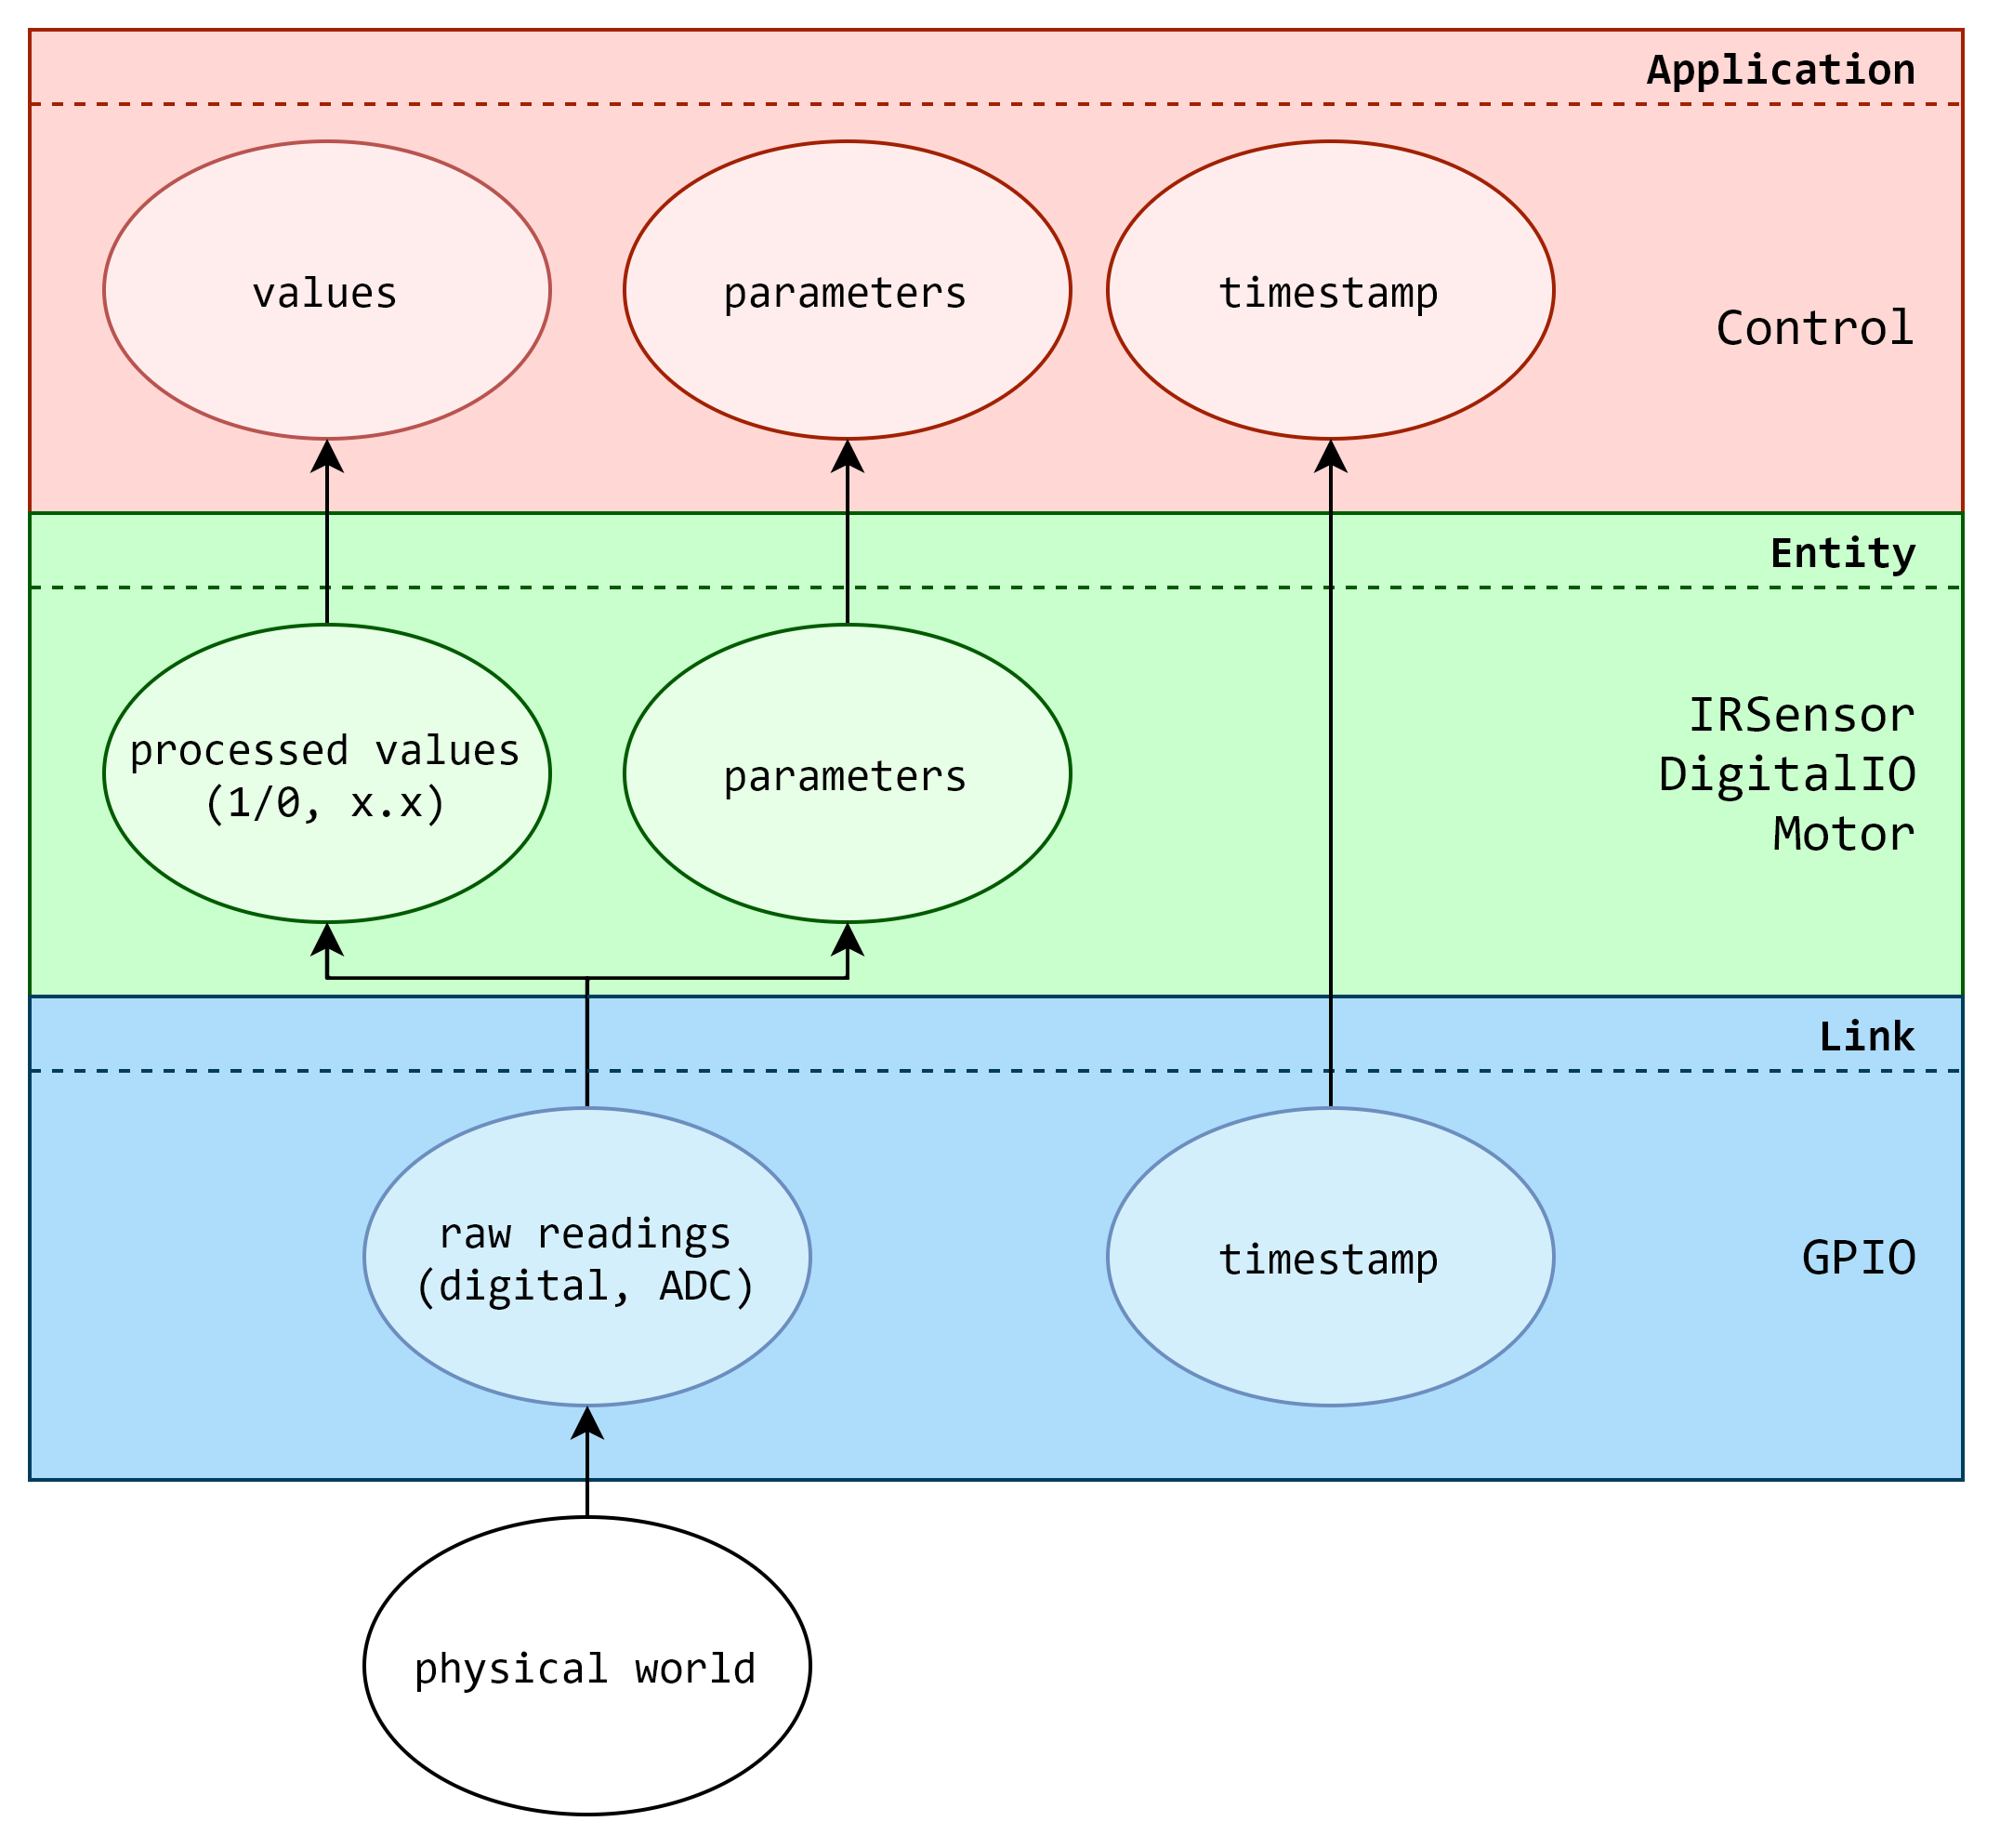 Application
values
parameters
timestamp
Control
Entity
processed values
(1/0, x.x)
parameters
IRSensor
DigitalIO
Motor
Link
raw readings
(digital, ADC)
timestamp
GPIO
physical world